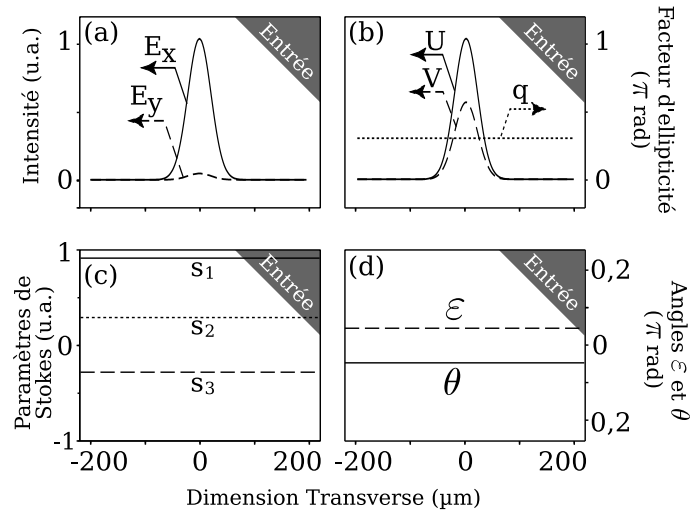 (a)
E_x
E_y
Entrée
1
0
Intensité (u.a.)
(b)
U
V
q
Entrée
1
0
Facteur d'ellipticité
(π rad)
(c)
s₁
s₂
s₃
Entrée
1
0
-1
Paramètres de
Stokes (u.a.)
(d)
ε
θ
Entrée
0,2
0
0,2
Angles ε et θ
(π rad)
-200 0 200
-200 0 200
Dimension Transverse (µm)